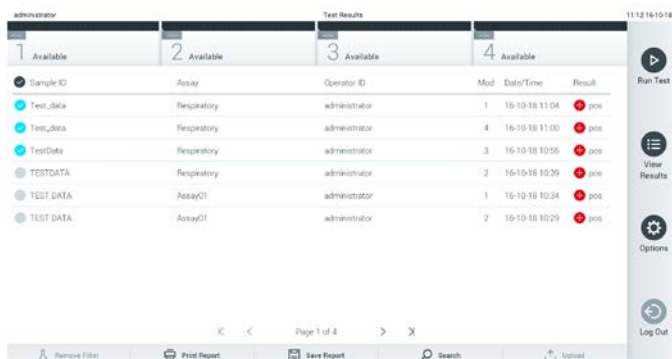 administrator Test Results 11:12 16-10-18
1 Available 2 Available 3 Available 4 Available
Run Test
Sample ID Assay Operator ID Mod Date/Time Result
Test_data Respiratory administrator 1 16-10-18 11:04 pos
Test_data Respiratory administrator 4 16-10-18 11:00 pos
TestData Respiratory administrator 3 16-10-18 10:56 pos
View Results
TESTDATA Respiratory administrator 2 16-10-18 10:39 pos
TEST DATA Assay01 administrator 1 16-10-18 10:34 pos
TEST DATA Assay01 administrator 2 16-10-18 10:29 pos
Options
Page 1 of 4
Log Out
Remove Filter Print Report Save Report Search Upload